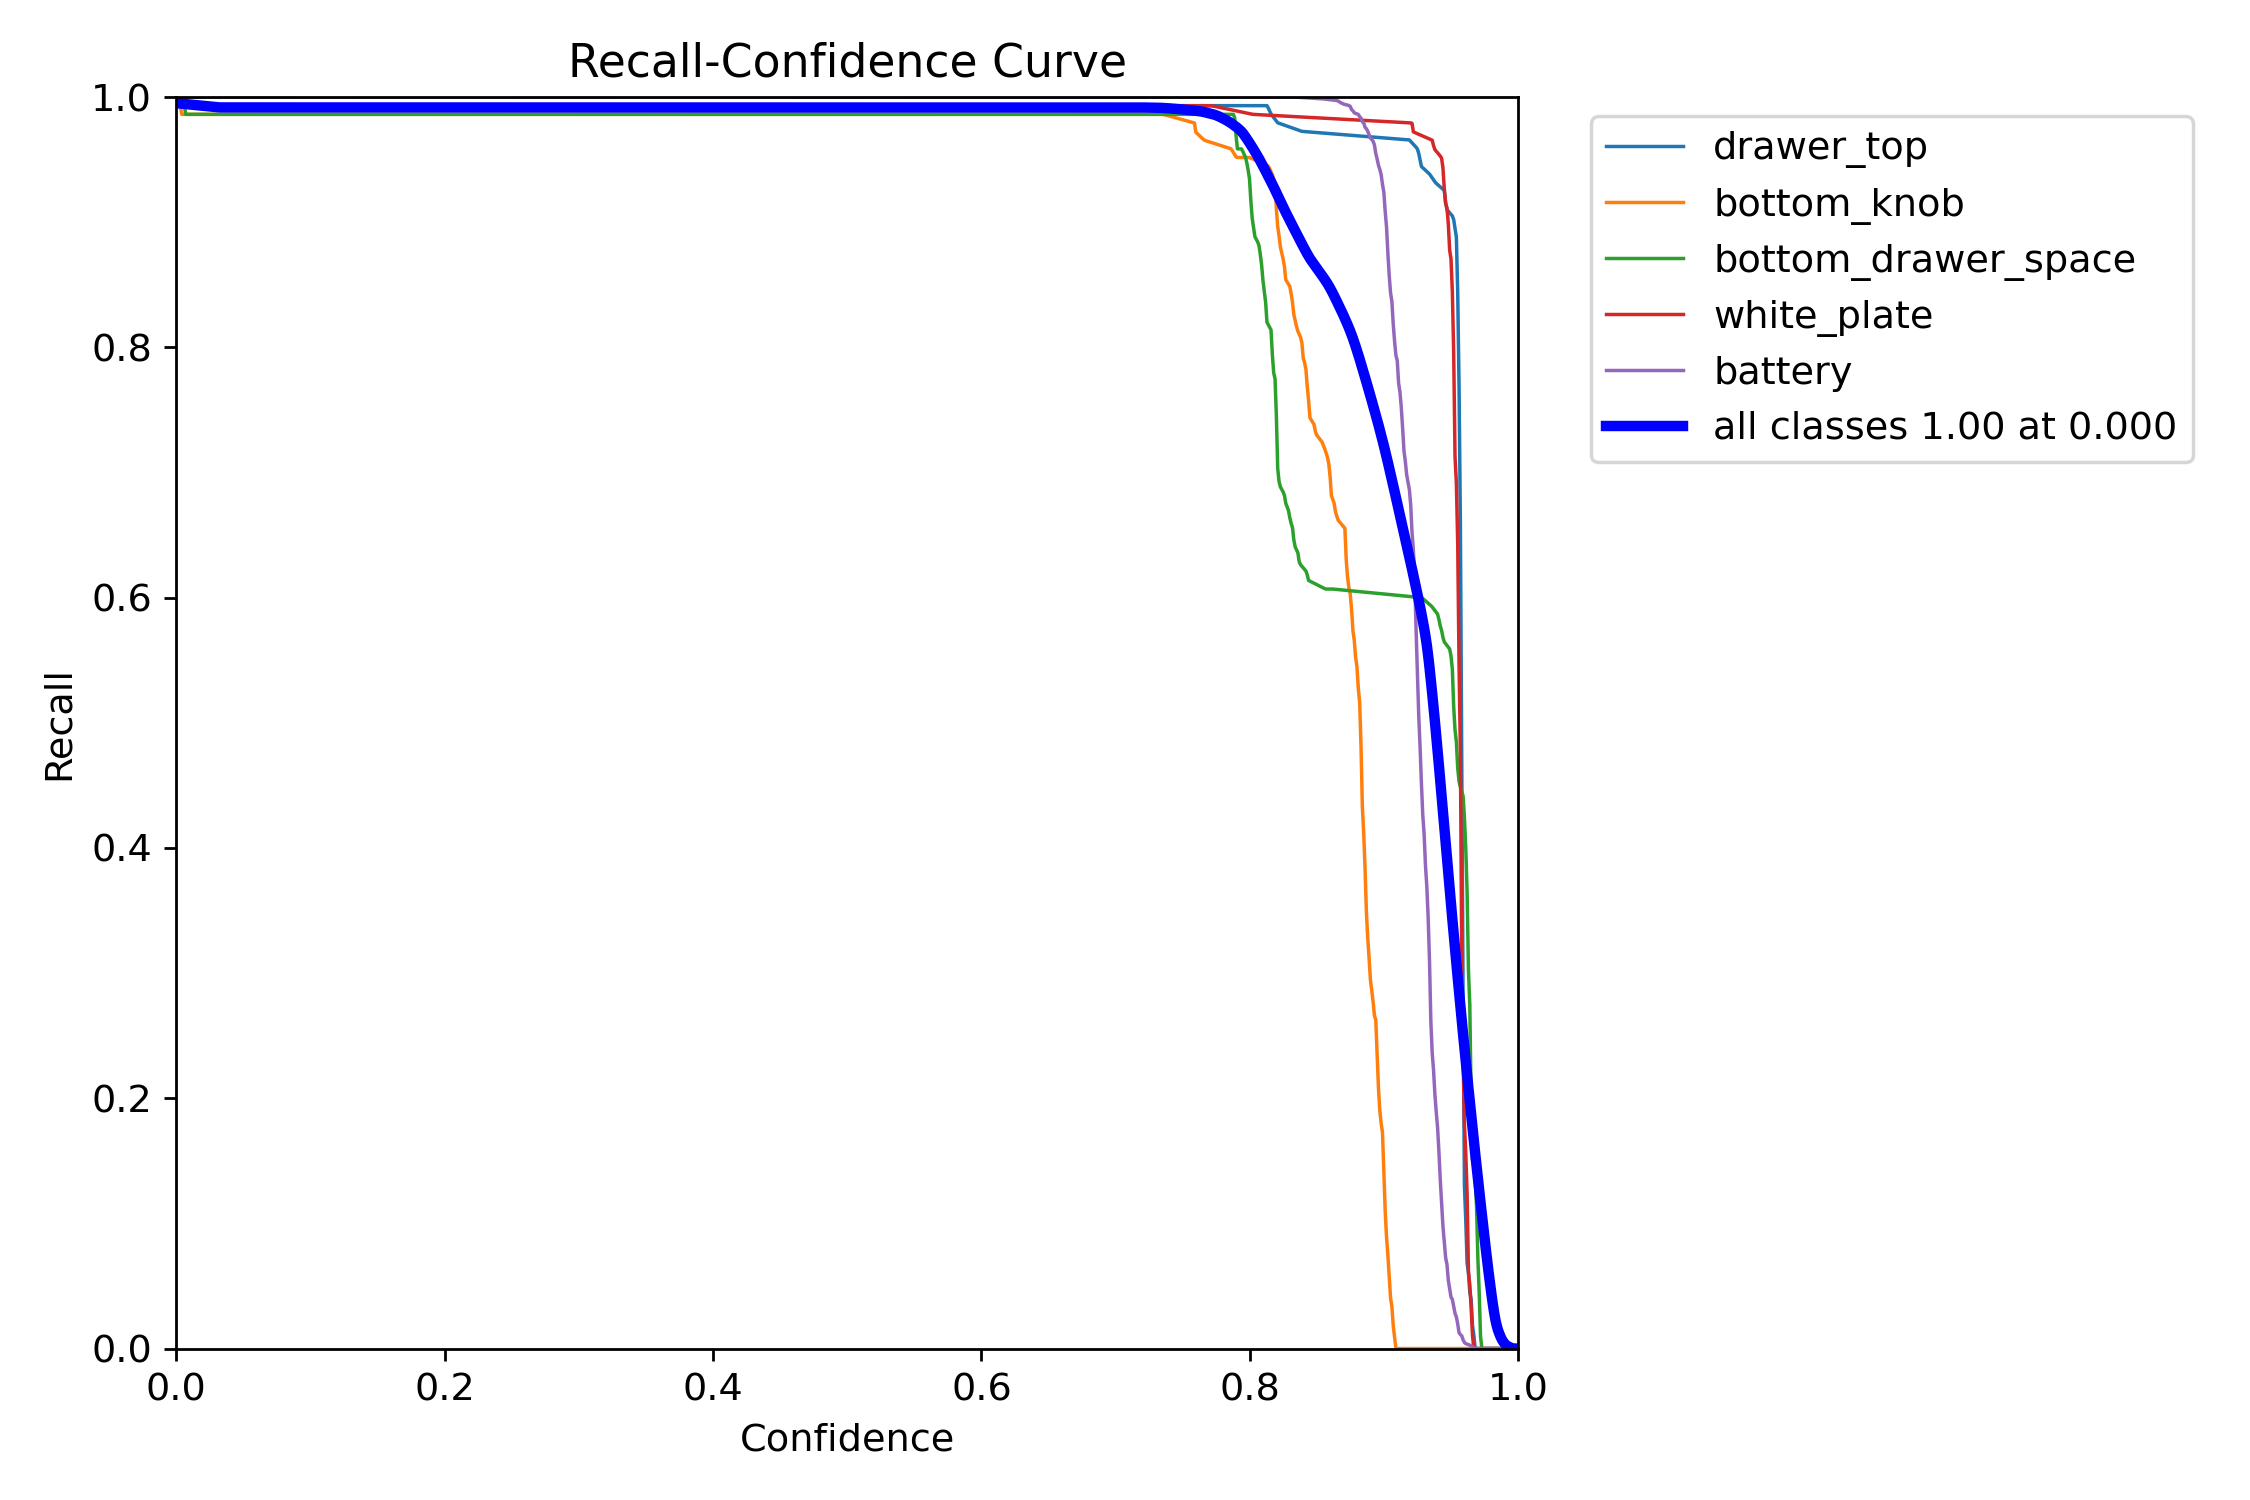 Recall-Confidence Curve
1.0
0.8
0.6
0.4
0.2
0.0
Recall
0.0 0.2 0.4 0.6 0.8 1.0
Confidence
drawer_top
bottom_knob
bottom_drawer_space
white_plate
battery
all classes 1.00 at 0.000